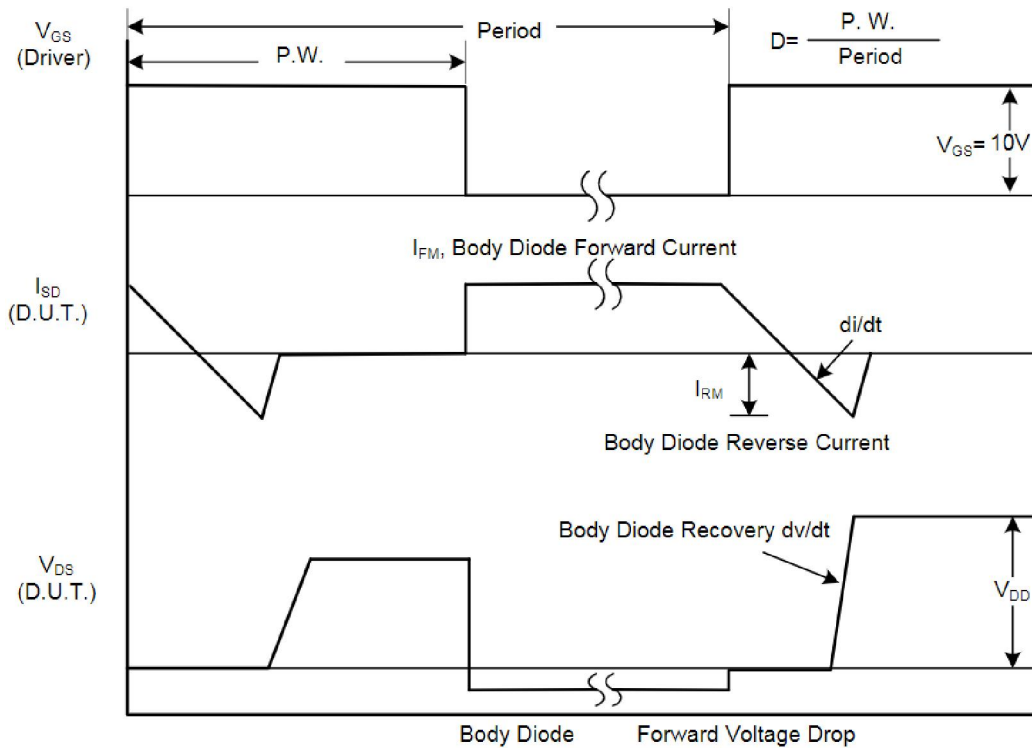 V_GS
(Driver)
Period
P.W.
D= P. W.
Period
V_GS= 10V
I_FM, Body Diode Forward Current
I_SD
(D.U.T.)
di/dt
I_RM
Body Diode Reverse Current
Body Diode Recovery dv/dt
V_DS
(D.U.T.)
V_DD
Body Diode Forward Voltage Drop